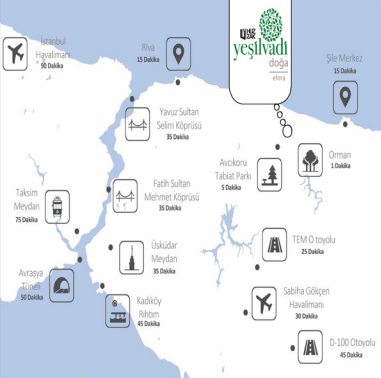 İstanbul
Havalimanı
90 Dakika
Riva
15 Dakika
yeşilvadi
doğa
elora
Şile Merkez
15 Dakika
Yavuz Sultan
Selim Köprüsü
35 Dakika
Avcıkoru
Tabiat Parkı
5 Dakika
Orman
1 Dakika
Taksim
Meydan
75 Dakika
Fatih Sultan
Mehmet Köprüsü
35 Dakika
Üsküdar
Meydan
35 Dakika
TEM Otoyolu
25 Dakika
Avrasya
Tüneli
50 Dakika
Kadıköy
Rıhtım
45 Dakika
Sabiha Gökçen
Havalimanı
30 Dakika
D-100 Otoyolu
45 Dakika